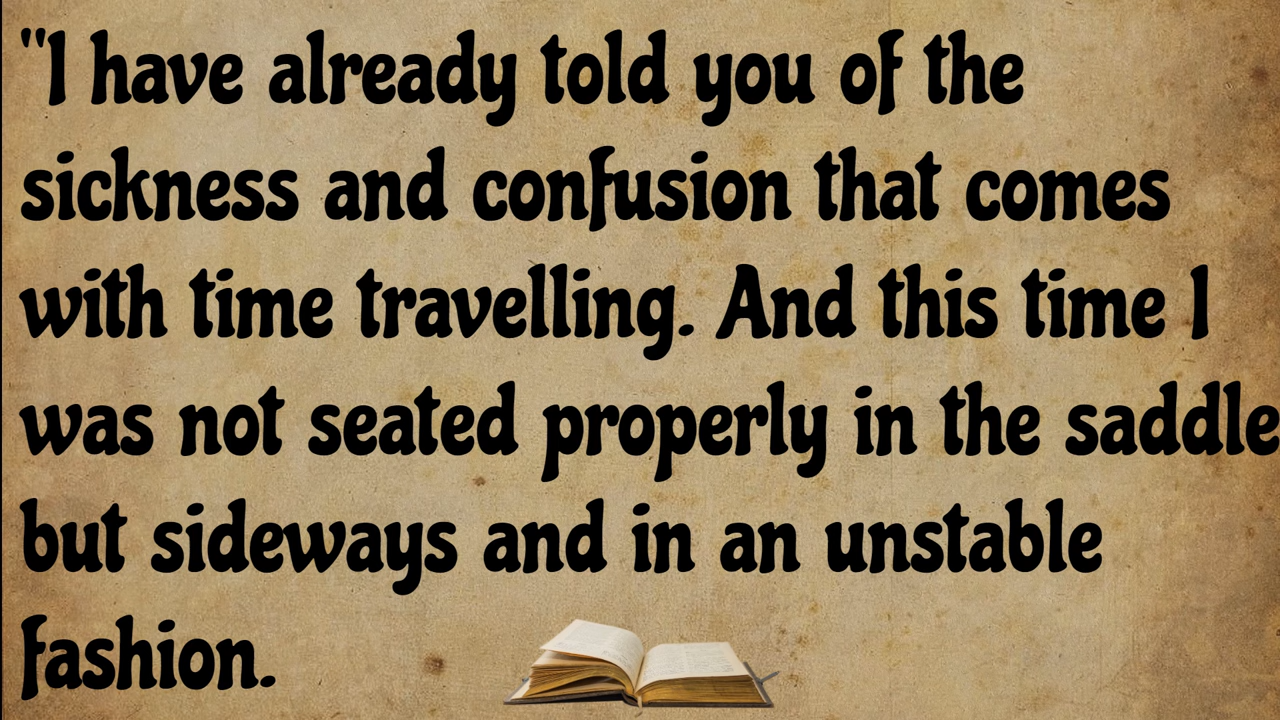 "I have already told you of the
sickness and confusion that comes
with time travelling. And this time I
was not seated properly in the saddle
but sideways and in an unstable
fashion.